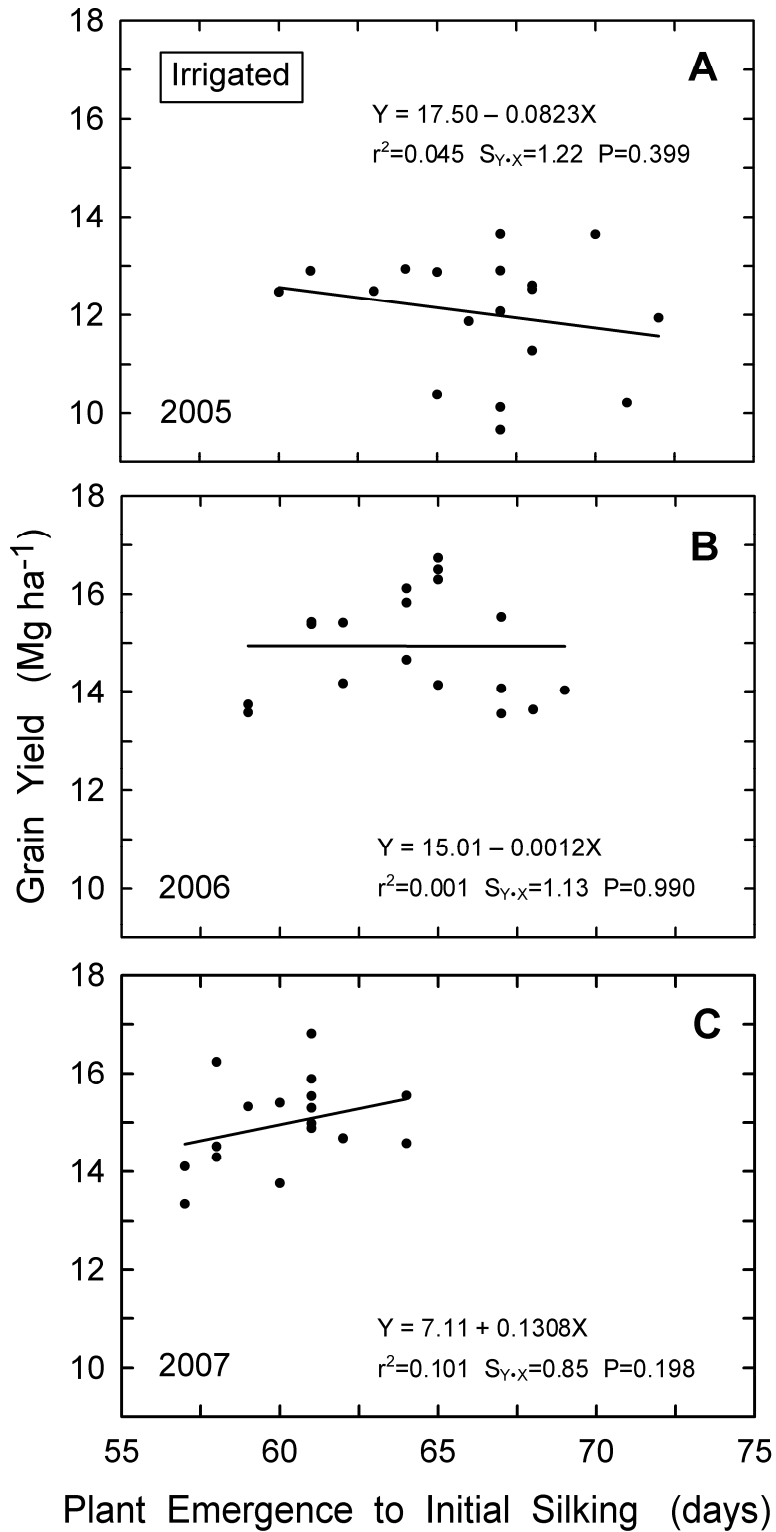 18
Irrigated
A
16
Y = 17.50 – 0.0823X
r²=0.045 S_Y•X=1.22 P=0.399
14
12
10
2005
18
B
16
14
12
Y = 15.01 – 0.0012X
10
2006
r²=0.001 S_Y•X=1.13 P=0.990
Grain Yield (Mg ha⁻¹)
18
C
16
14
12
Y = 7.11 + 0.1308X
10
2007
r²=0.101 S_Y•X=0.85 P=0.198
55 60 65 70 75
Plant Emergence to Initial Silking (days)